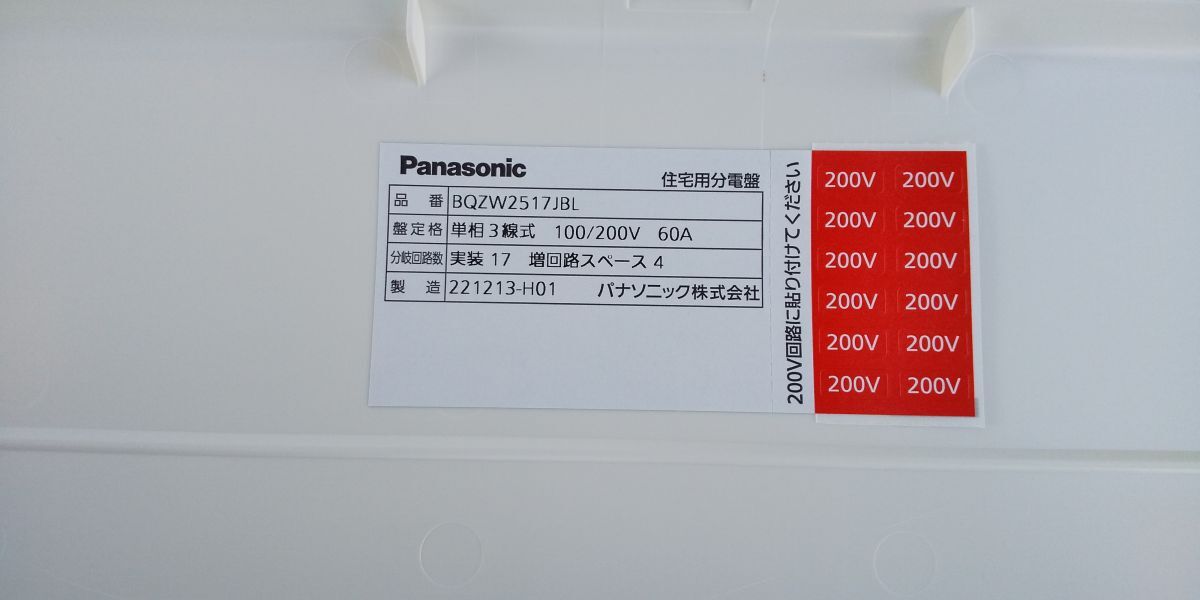 Panasonic
住宅用分電盤
品 番 BQZW2517JBL
盤定格 単相3線式 100/200V 60A
分岐回路数 実装 17 増回路スペース 4
製 造 221213-H01 パナソニック株式会社
200V回路に貼り付けてください
200V 200V
200V 200V
200V 200V
200V 200V
200V 200V
200V 200V